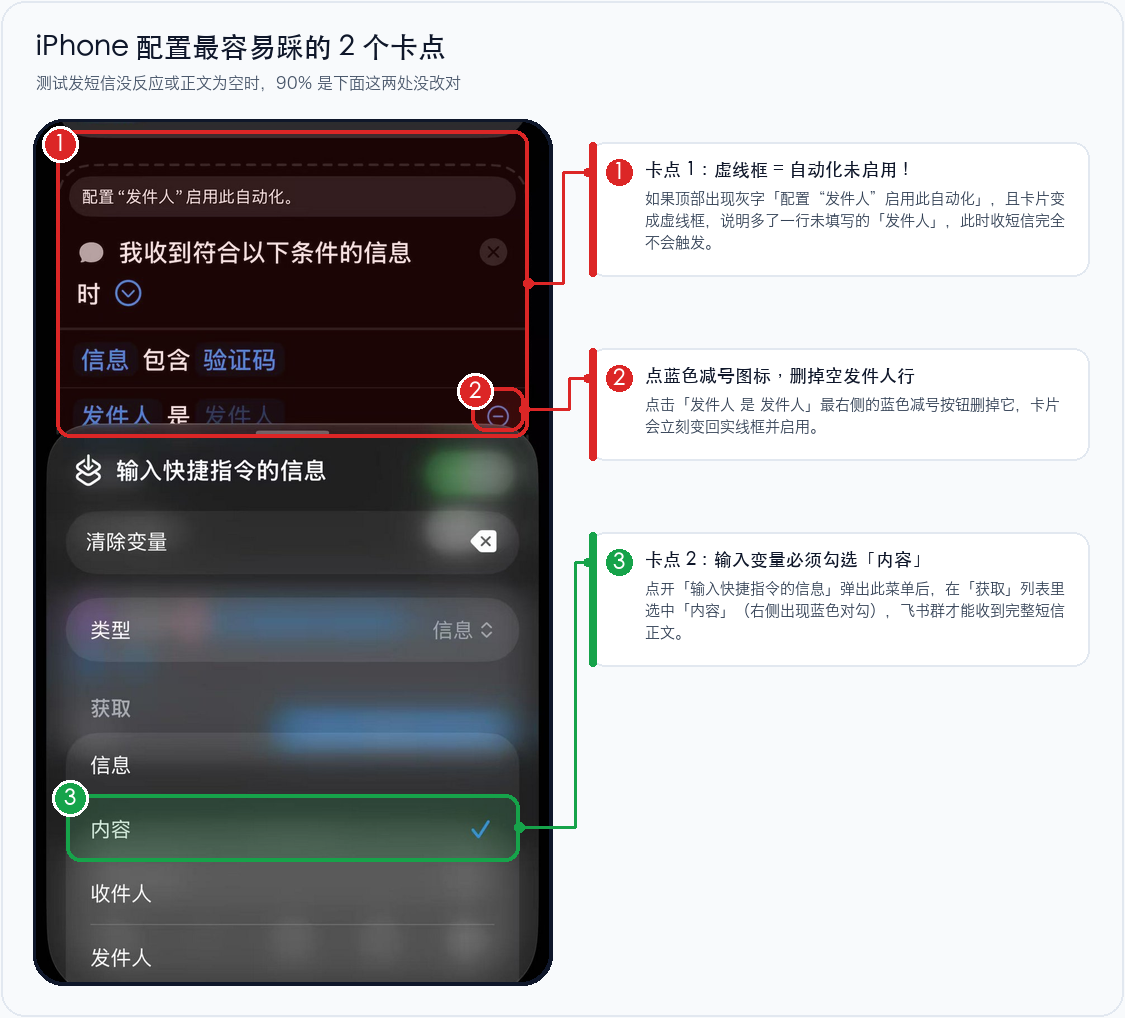 iPhone 配置最容易踩的 2 个卡点
测试发短信没反应或正文为空时，90% 是下面这两处没改对
1
配置“发件人”启用此自动化。
我收到符合以下条件的信息
时
信息 包含 验证码
2
发件人 是 发件人
输入快捷指令的信息
清除变量
类型 信息
获取
信息
3
内容
收件人
发件人
1 卡点 1：虚线框 = 自动化未启用！
如果顶部出现灰字「配置“发件人”启用此自动化」，且卡片变
成虚线框，说明多了一行未填写的「发件人」，此时收短信完全
不会触发。
2 点蓝色减号图标，删掉空发件人行
点击「发件人 是 发件人」最右侧的蓝色减号按钮删掉它，卡片
会立刻变回实线框并启用。
3 卡点 2：输入变量必须勾选「内容」
点开「输入快捷指令的信息」弹出此菜单后，在「获取」列表里
选中「内容」（右侧出现蓝色对勾），飞书群才能收到完整短信
正文。